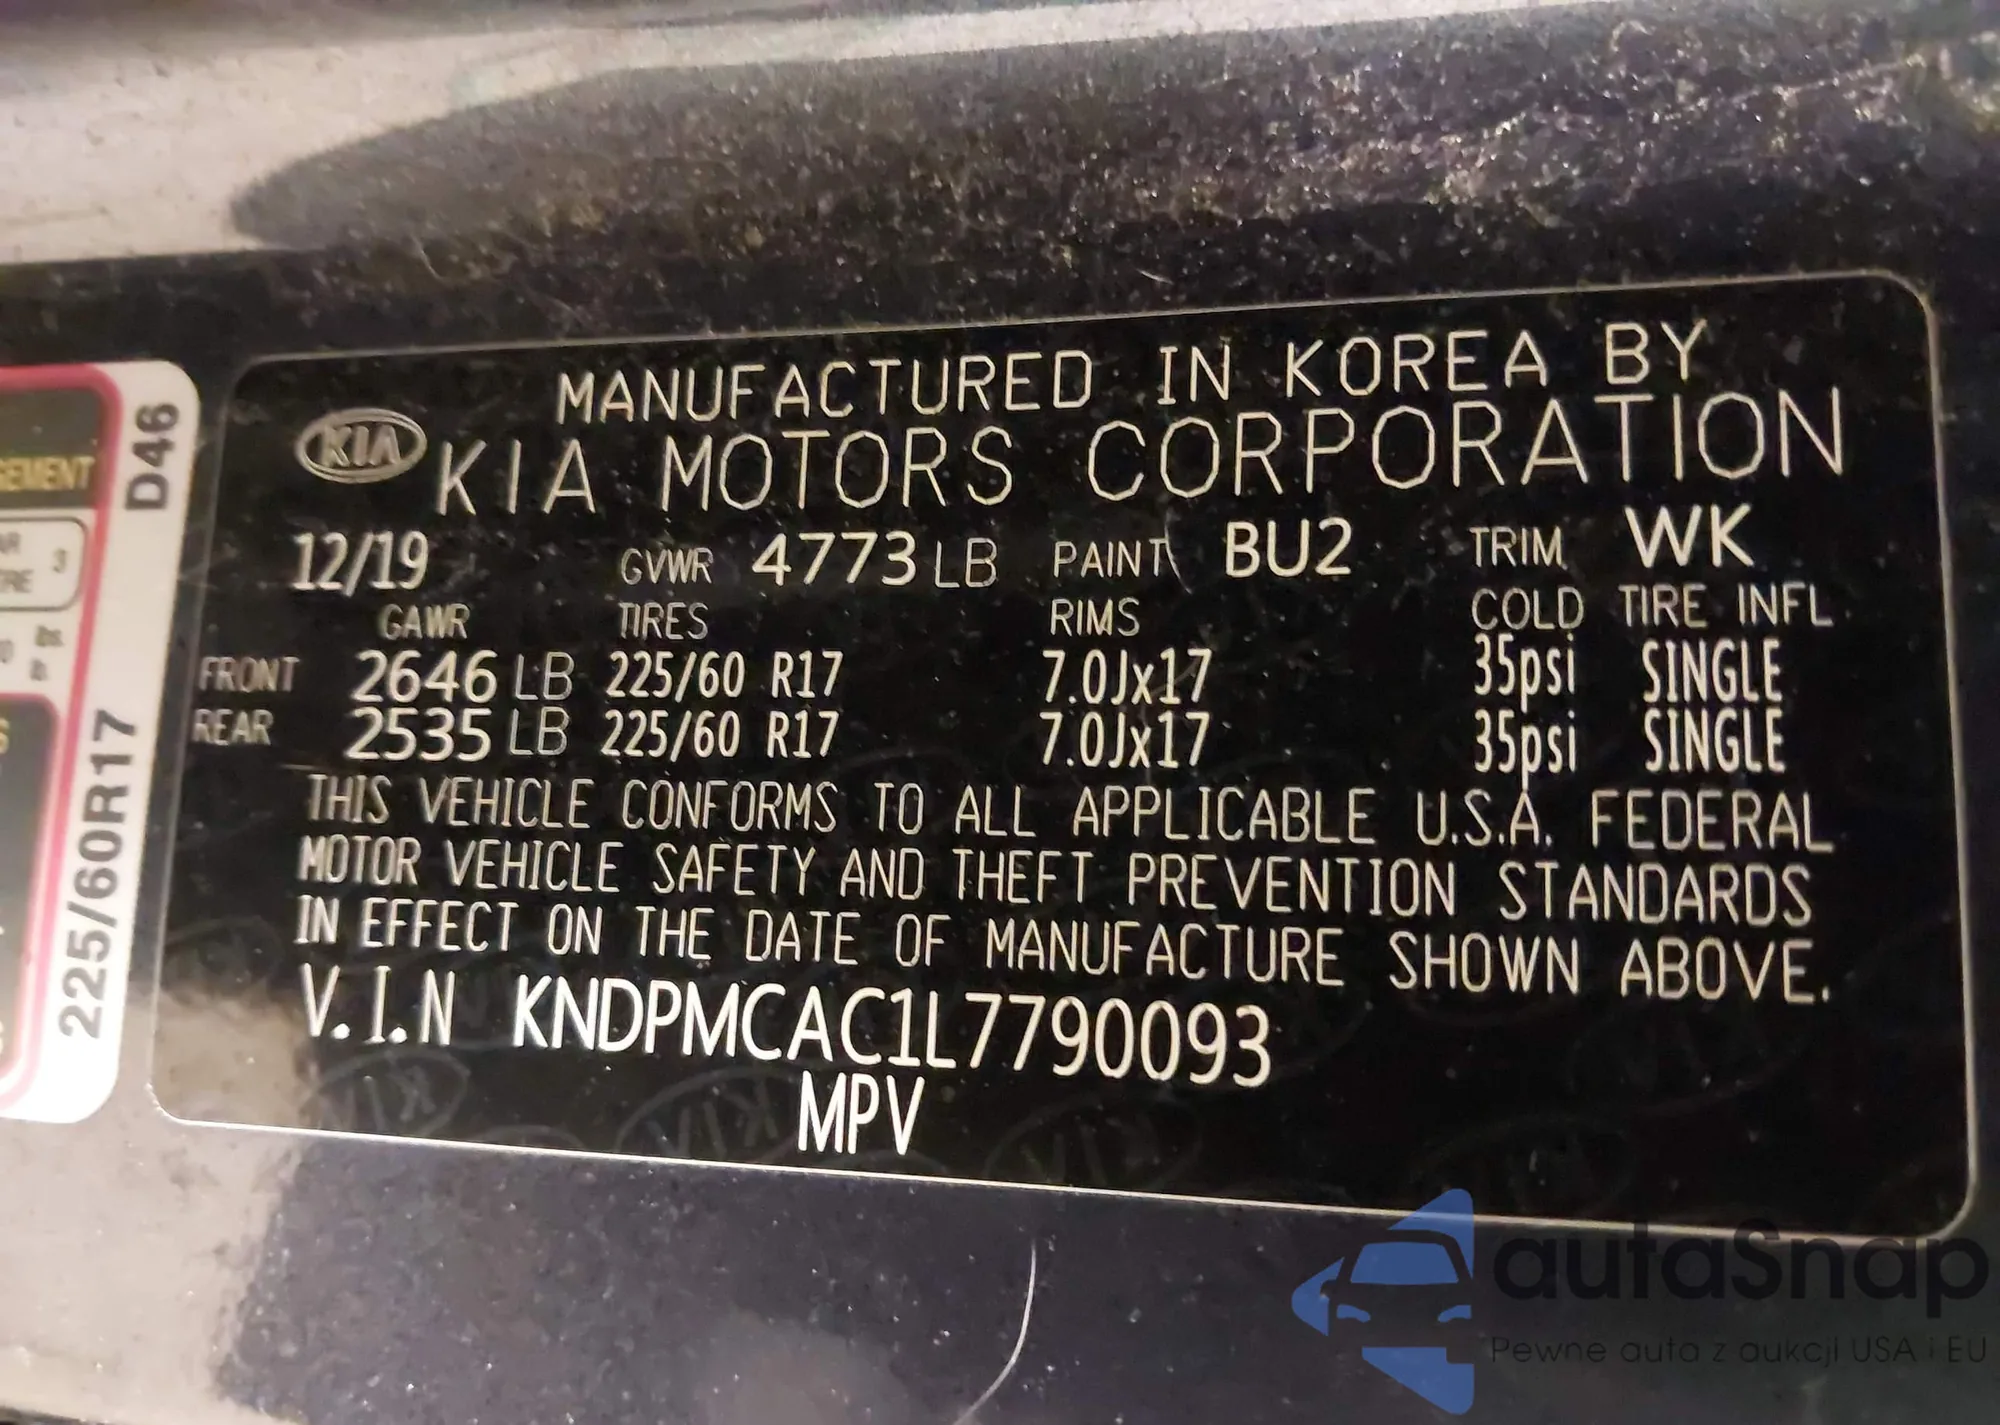 MANUFACTURED IN KOREA BY
KIA KIA MOTORS CORPORATION
12/19 GVWR 4773 LB PAINT BU2 TRIM WK
GAWR TIRES RIMS COLD TIRE INFL
FRONT 2646 LB 225/60 R17 7.0Jx17 35psi SINGLE
REAR 2535 LB 225/60 R17 7.0Jx17 35psi SINGLE
THIS VEHICLE CONFORMS TO ALL APPLICABLE U.S.A. FEDERAL
MOTOR VEHICLE SAFETY AND THEFT PREVENTION STANDARDS
IN EFFECT ON THE DATE OF MANUFACTURE SHOWN ABOVE.
V.I.N KNDPMCAC1L7790093
MPV
D46
225/60R17
3
lbs.
lb.
autaSnap
Pewne auta z aukcji USA i EU